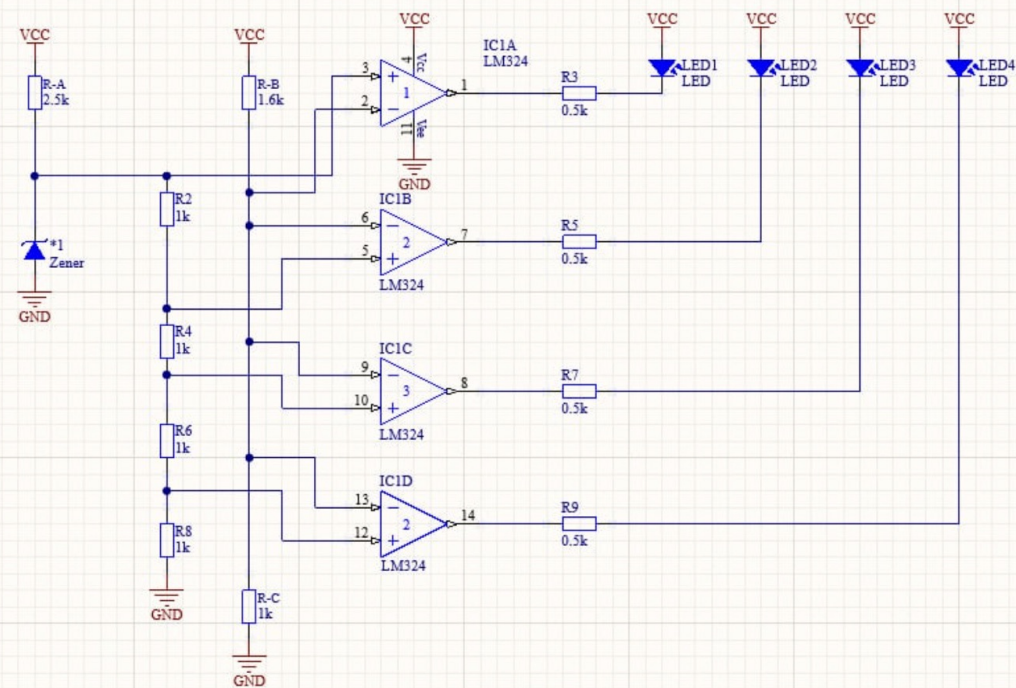 VCC
VCC
VCC
VCC
VCC
VCC
VCC
R-A
2.5k
R-B
1.6k
3
2
+
−
1
4
Vcc
11
Vee
1
GND
IC1A
LM324
R3
0.5k
LED1
LED
LED2
LED
LED3
LED
LED4
LED
R2
1k
*1
Zener
GND
IC1B
6
5
−
+
2
7
LM324
R5
0.5k
R4
1k
IC1C
9
10
−
+
3
8
LM324
R7
0.5k
R6
1k
IC1D
13
12
−
+
2
14
LM324
R9
0.5k
R8
1k
GND
R-C
1k
GND